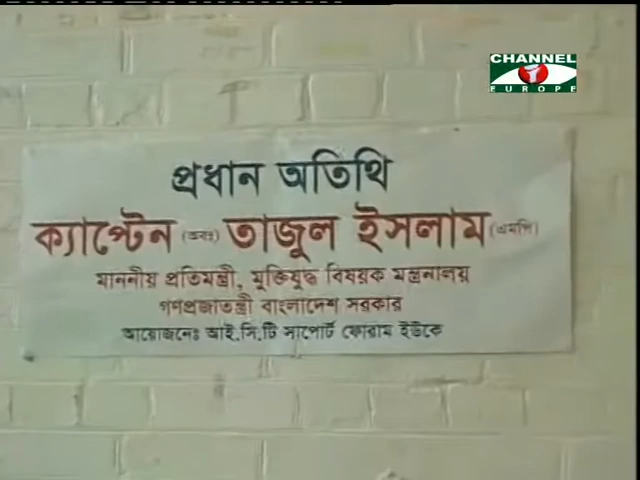 CHANNEL
i
EUROPE
প্রধান অতিথি
ক্যাপ্টেন (অবঃ) তাজুল ইসলাম (এমপি)
মাননীয় প্রতিমন্ত্রী, মুক্তিযুদ্ধ বিষয়ক মন্ত্রনালয়
গণপ্রজাতন্ত্রী বাংলাদেশ সরকার
আয়োজনেঃ আই.সি.টি সাপোর্ট ফোরাম ইউকে